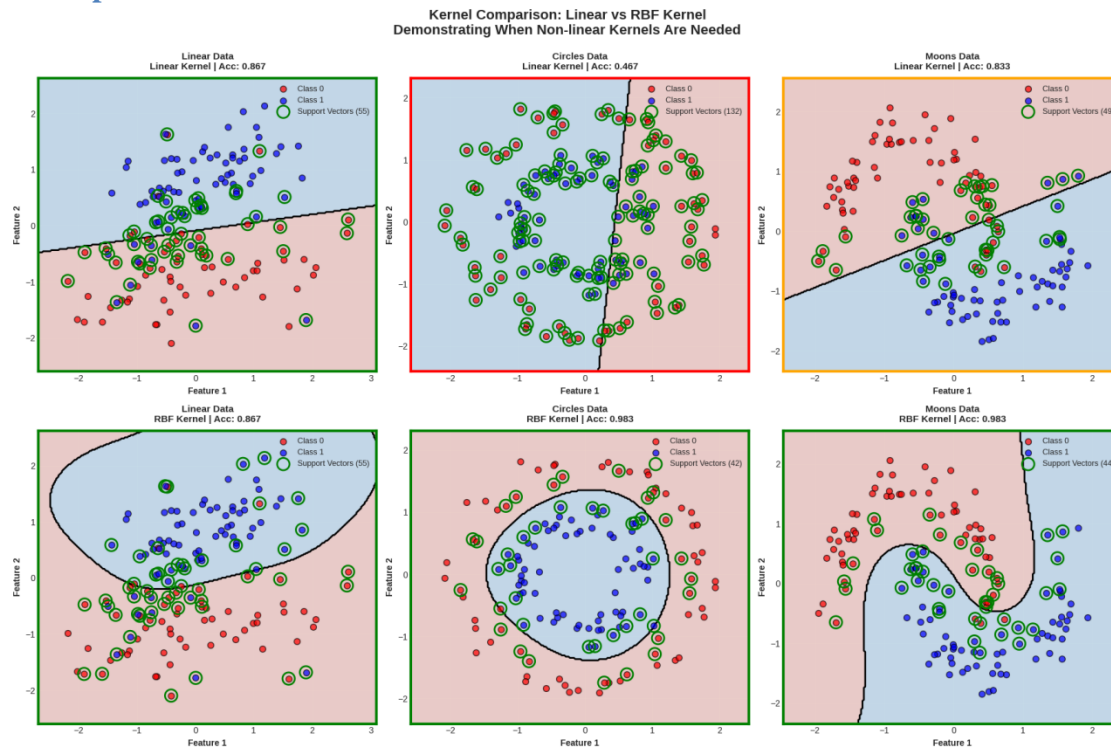 Kernel Comparison: Linear vs RBF Kernel
Demonstrating When Non-linear Kernels Are Needed
Linear Data
Linear Kernel | Acc: 0.867
Class 0
Class 1
Support Vectors (55)
2
1
0
−1
−2
Feature 2
−2
−1
0
1
2
3
Feature 1
Circles Data
Linear Kernel | Acc: 0.467
Class 0
Class 1
Support Vectors (132)
2
1
0
−1
−2
Feature 2
−2
−1
0
1
2
Feature 1
Moons Data
Linear Kernel | Acc: 0.833
Class 0
Class 1
Support Vectors (49)
2
1
0
−1
−2
Feature 2
−2
−1
0
1
2
Feature 1
Linear Data
RBF Kernel | Acc: 0.867
Class 0
Class 1
Support Vectors (55)
2
1
0
−1
−2
Feature 2
−2
−1
0
1
2
3
Feature 1
Circles Data
RBF Kernel | Acc: 0.983
Class 0
Class 1
Support Vectors (42)
2
1
0
−1
−2
Feature 2
−2
−1
0
1
2
Feature 1
Moons Data
RBF Kernel | Acc: 0.983
Class 0
Class 1
Support Vectors (44)
2
1
0
−1
−2
Feature 2
−2
−1
0
1
2
Feature 1